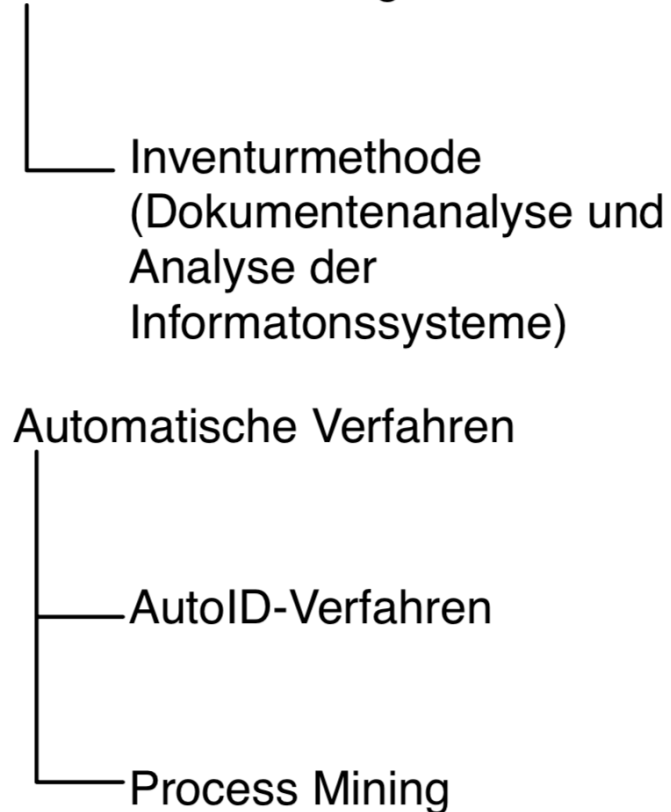 Inventurmethode
(Dokumentenanalyse und
Analyse der
Informatonssysteme)
Automatische Verfahren
AutoID-Verfahren
Process Mining